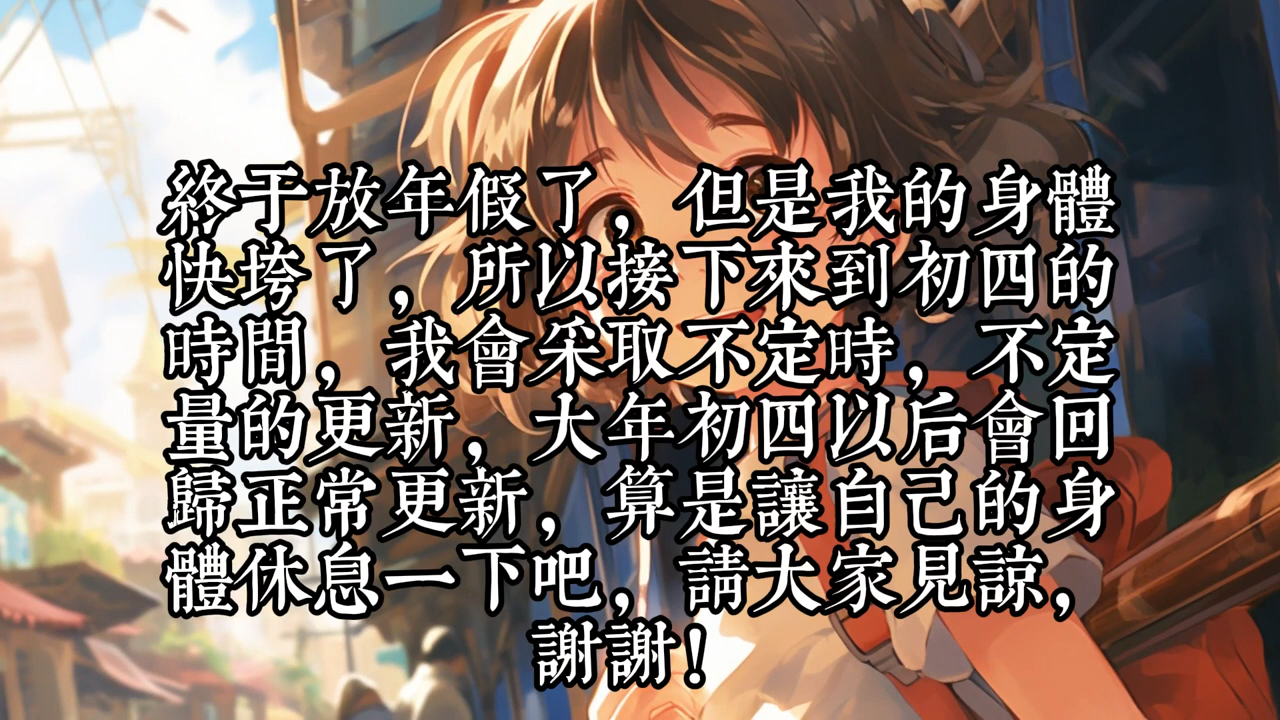 終于放年假了，但是我的身體
快垮了，所以接下來到初四的
時間，我會采取不定時，不定
量的更新，大年初四以后會回
歸正常更新，算是讓自己的身
體休息一下吧，請大家見諒，
謝謝！